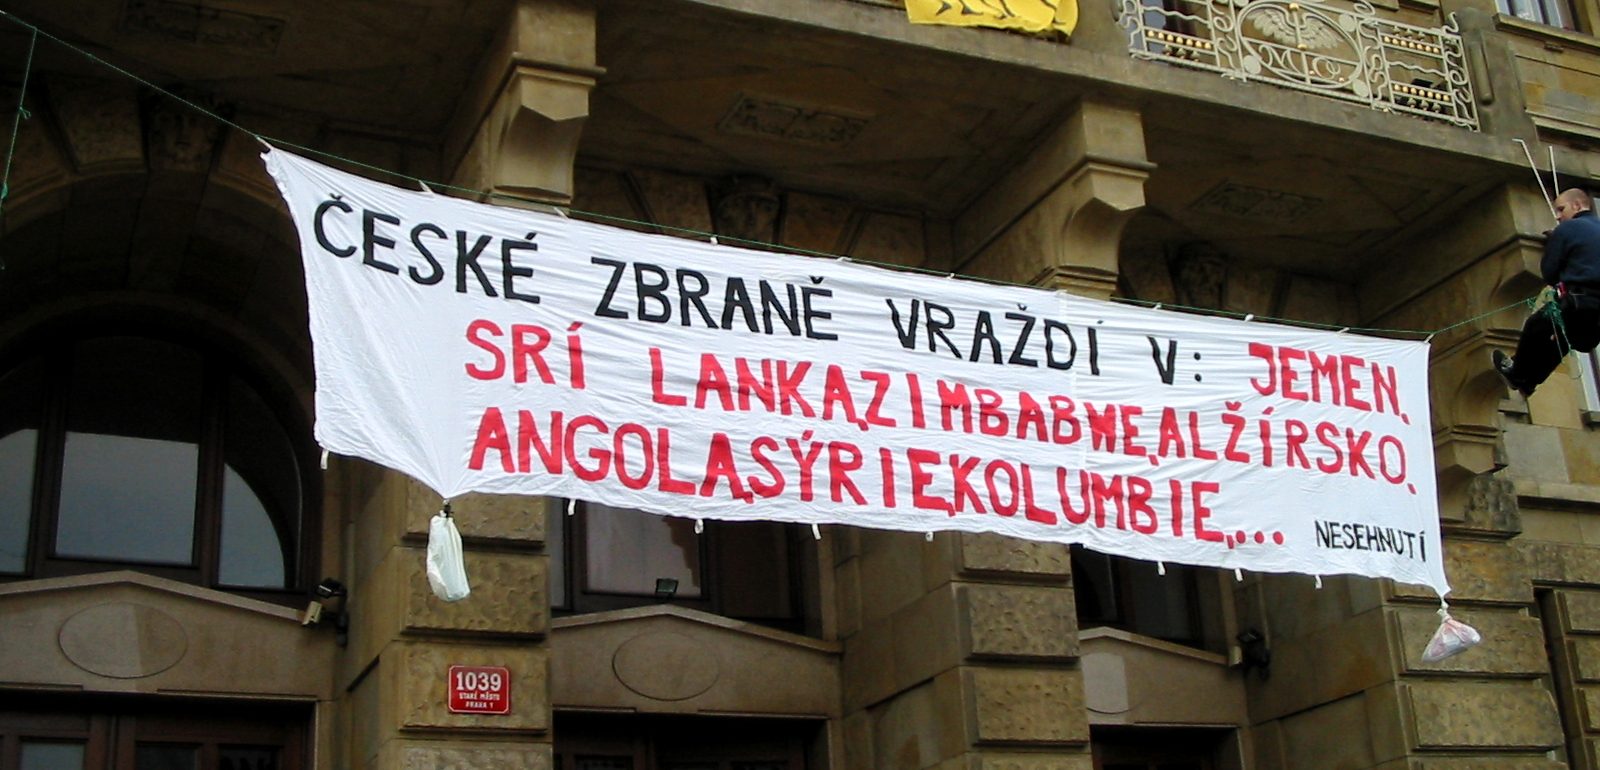 ČESKÉ ZBRANĚ VRAŽDÍ V: JEMEN,
SRÍ LANKA, ZIMBABWE, ALŽÍRSKO,
ANGOLA, SÝRIE, KOLUMBIE,...
NESEHNUTÍ
1039
STARÉ MĚSTO
PRAHA 1